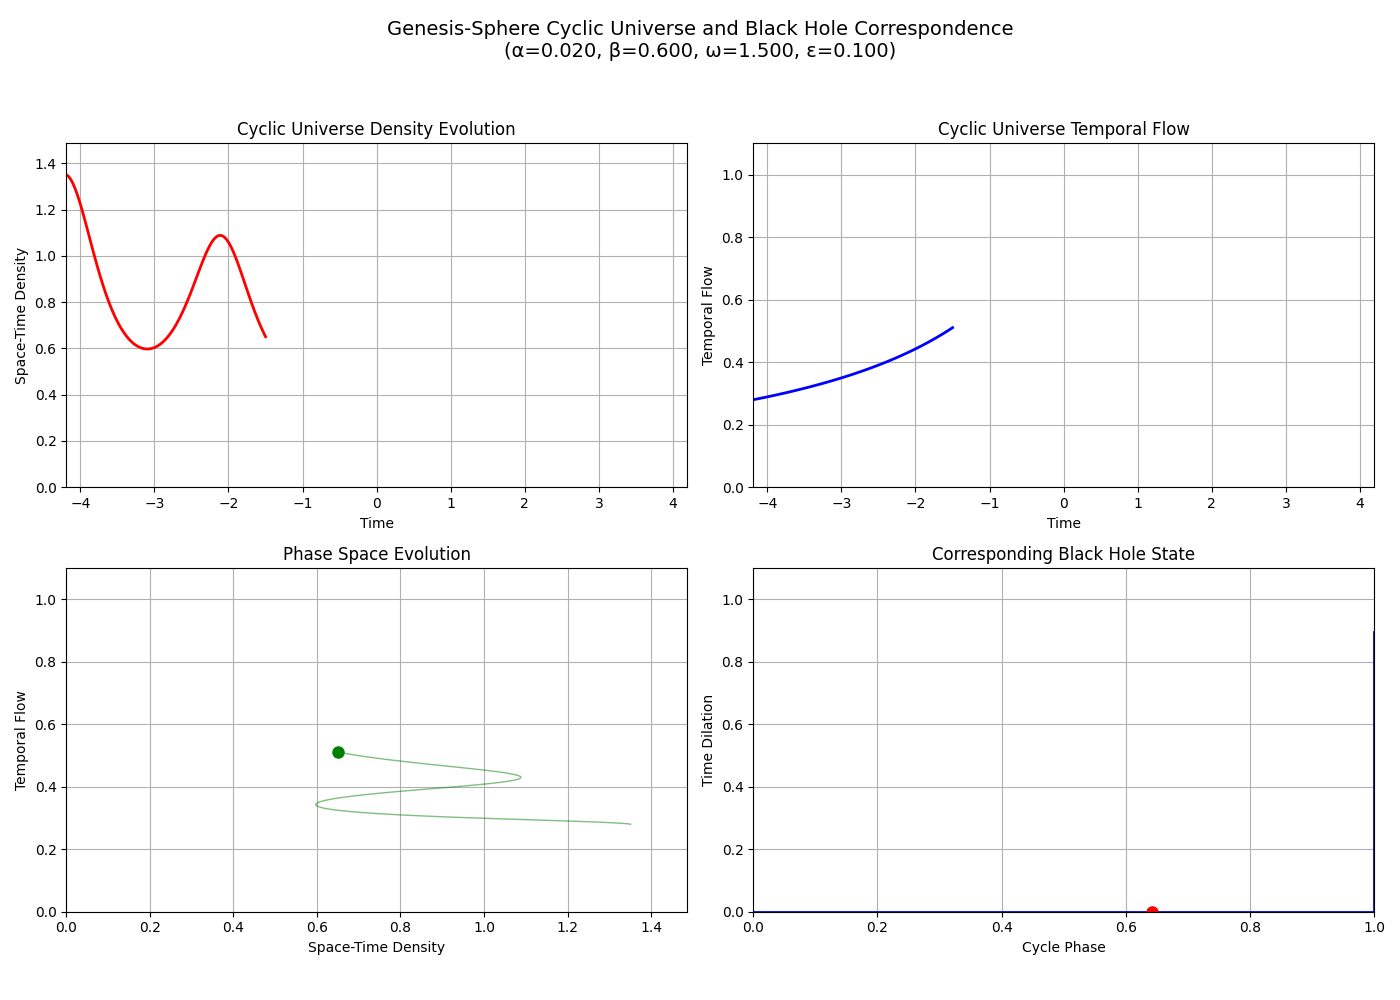 Genesis-Sphere Cyclic Universe and Black Hole Correspondence
(α=0.020, β=0.600, ω=1.500, ε=0.100)
Cyclic Universe Density Evolution
Space-Time Density
1.4
1.2
1.0
0.8
0.6
0.4
0.2
0.0
−4 −3 −2 −1 0 1 2 3 4
Time
Cyclic Universe Temporal Flow
Temporal Flow
1.0
0.8
0.6
0.4
0.2
0.0
−4 −3 −2 −1 0 1 2 3 4
Time
Phase Space Evolution
Temporal Flow
1.0
0.8
0.6
0.4
0.2
0.0
0.0 0.2 0.4 0.6 0.8 1.0 1.2 1.4
Space-Time Density
Corresponding Black Hole State
Time Dilation
1.0
0.8
0.6
0.4
0.2
0.0
0.0 0.2 0.4 0.6 0.8 1.0
Cycle Phase